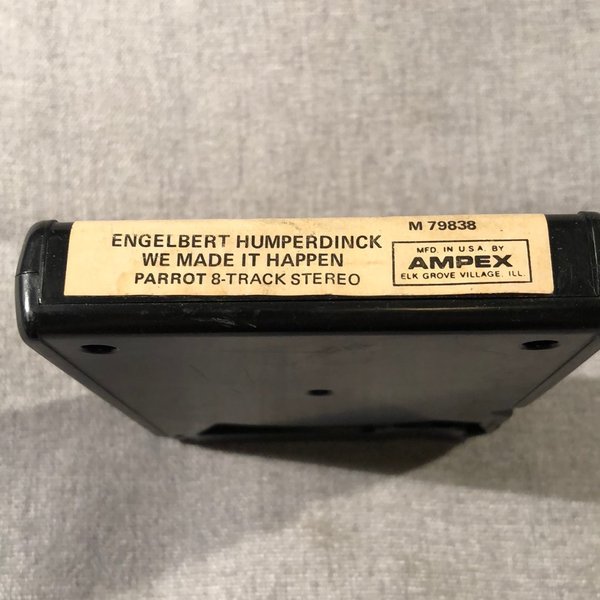 ENGELBERT HUMPERDINCK
WE MADE IT HAPPEN
PARROT 8-TRACK STEREO
M 79838
MFD. IN U.S.A. BY
AMPEX
ELK GROVE VILLAGE, ILL.